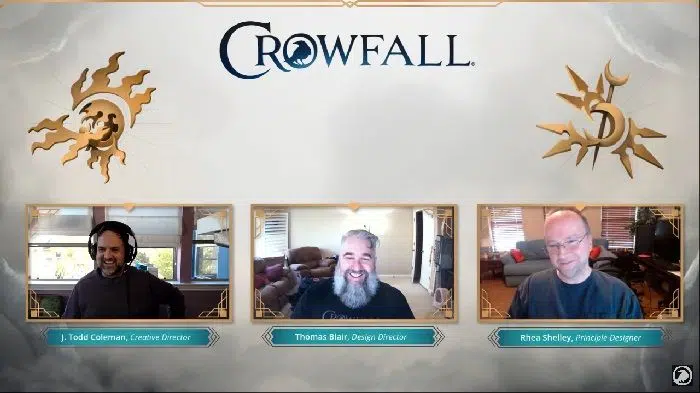 CROWFALL
J. Todd Coleman, Creative Director
Thomas Blair, Design Director
Rhea Shelley, Principle Designer